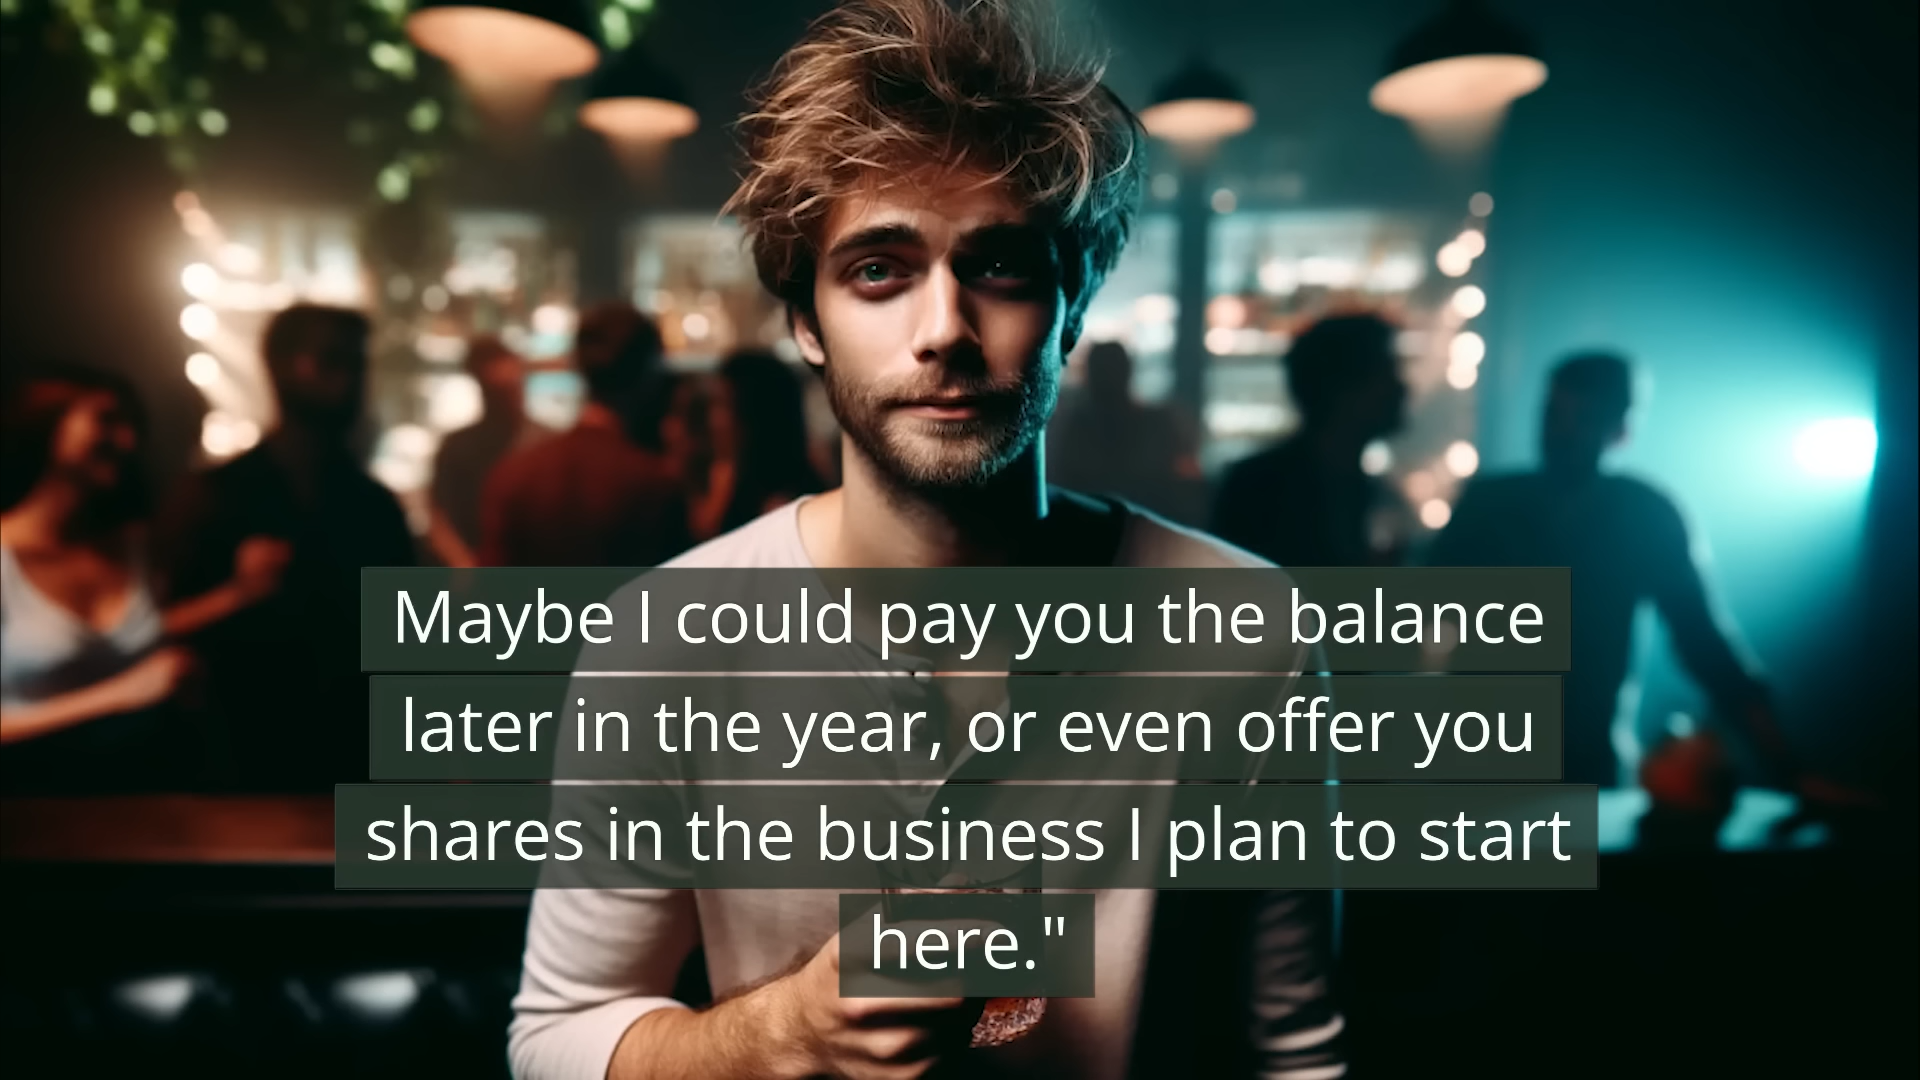 Maybe I could pay you the balance
later in the year, or even offer you
shares in the business I plan to start
here."